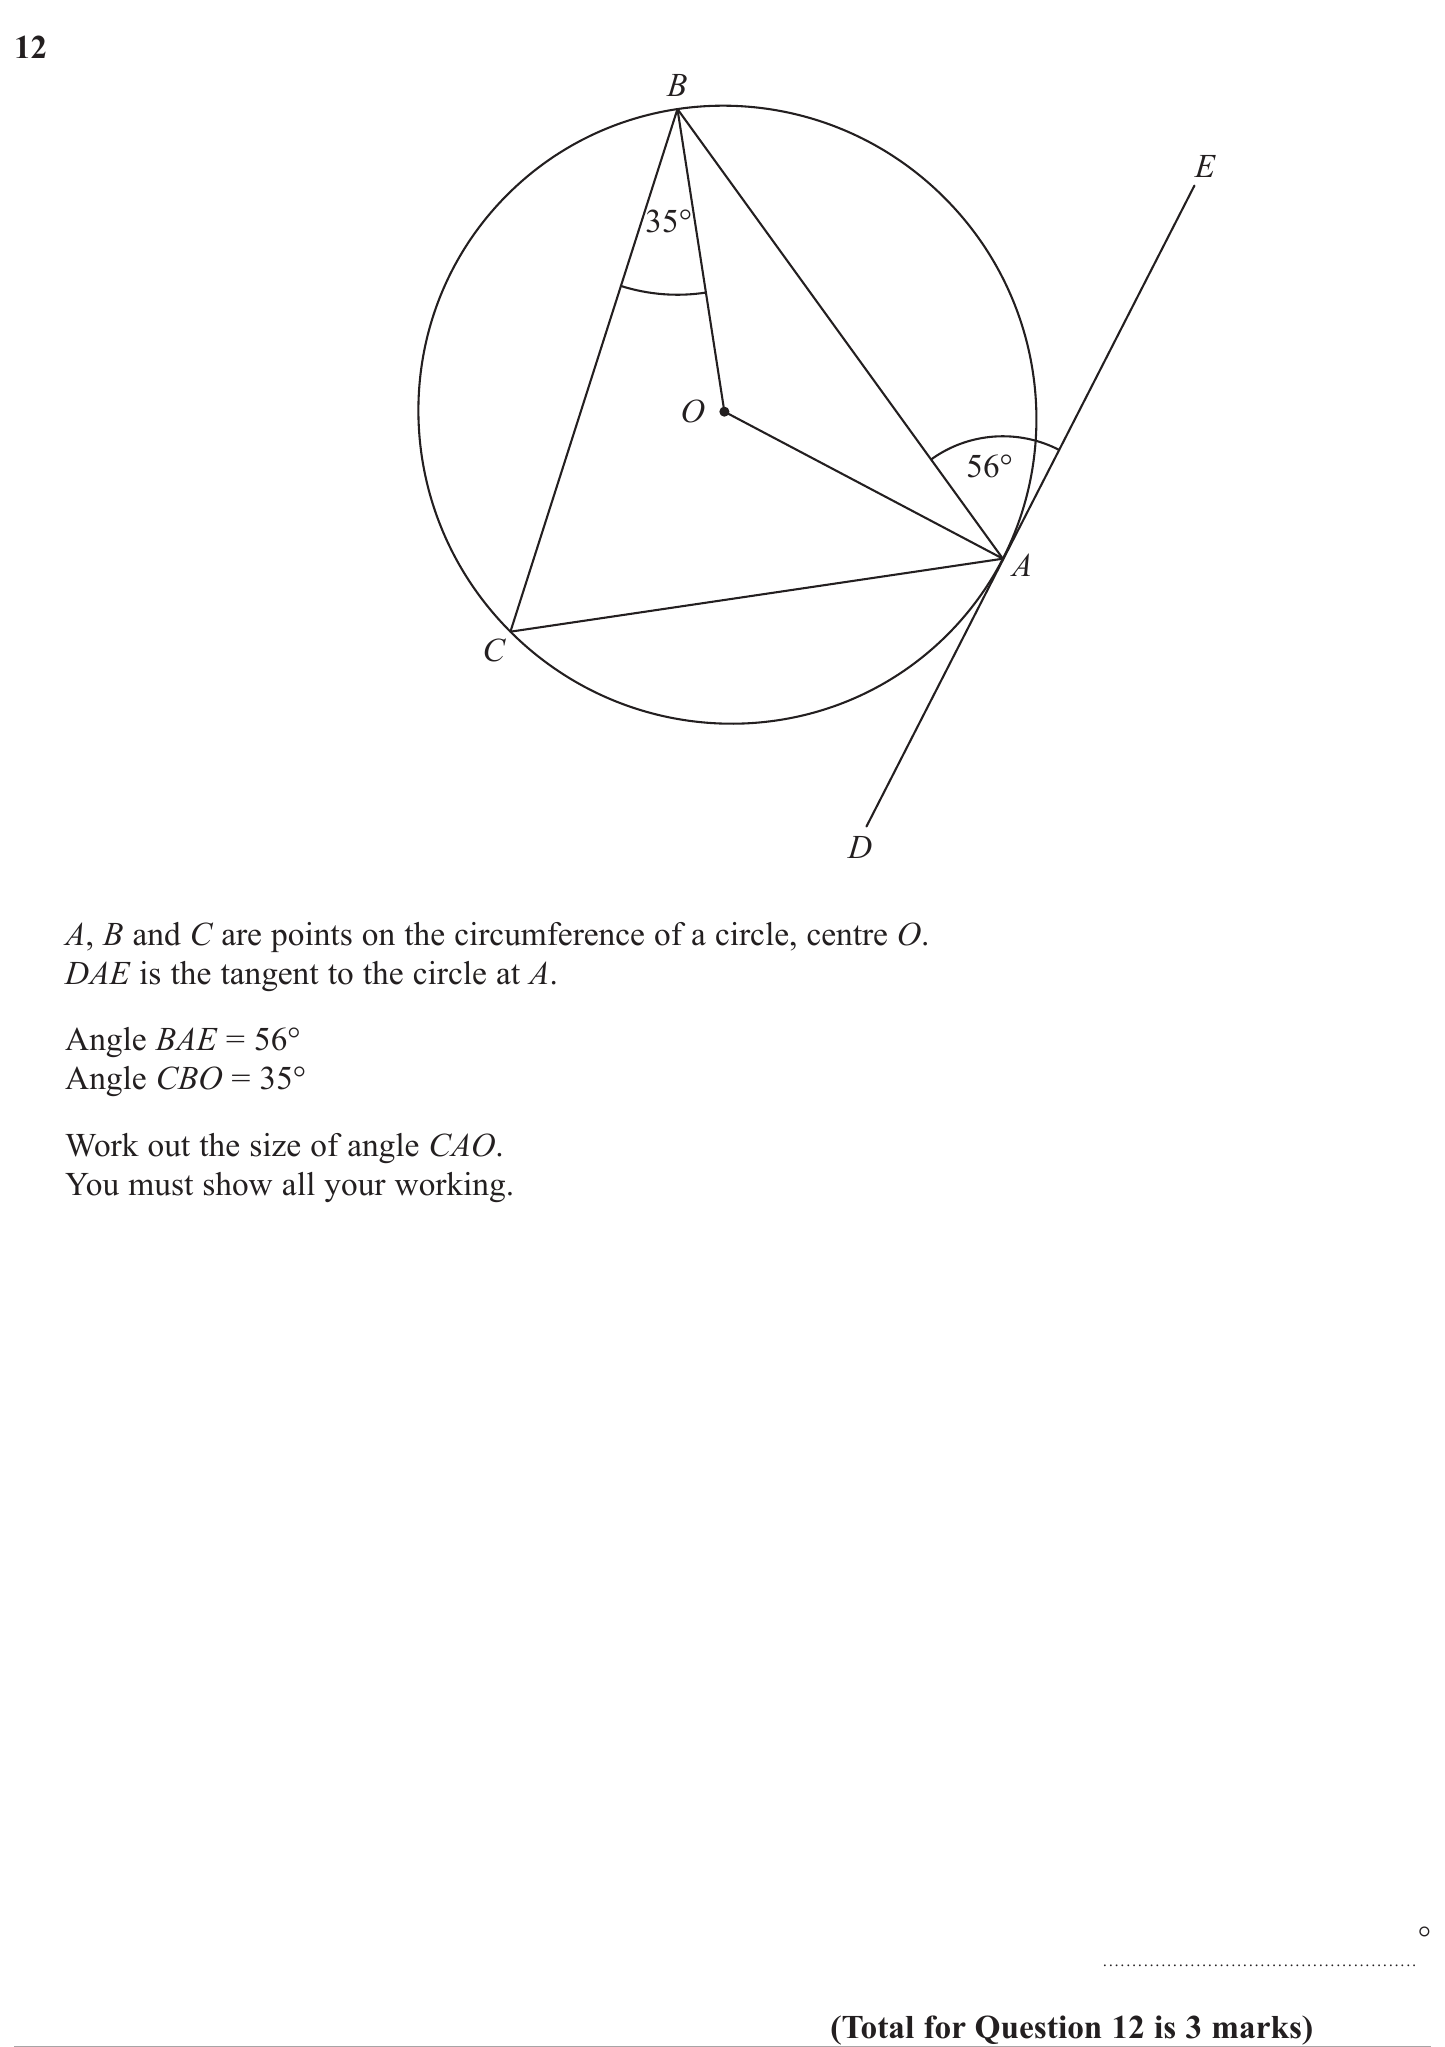 12
B
E
35°
O
56°
A
C
D
A, B and C are points on the circumference of a circle, centre O.
DAE is the tangent to the circle at A.
Angle BAE = 56°
Angle CBO = 35°
Work out the size of angle CAO.
You must show all your working.
°
(Total for Question 12 is 3 marks)